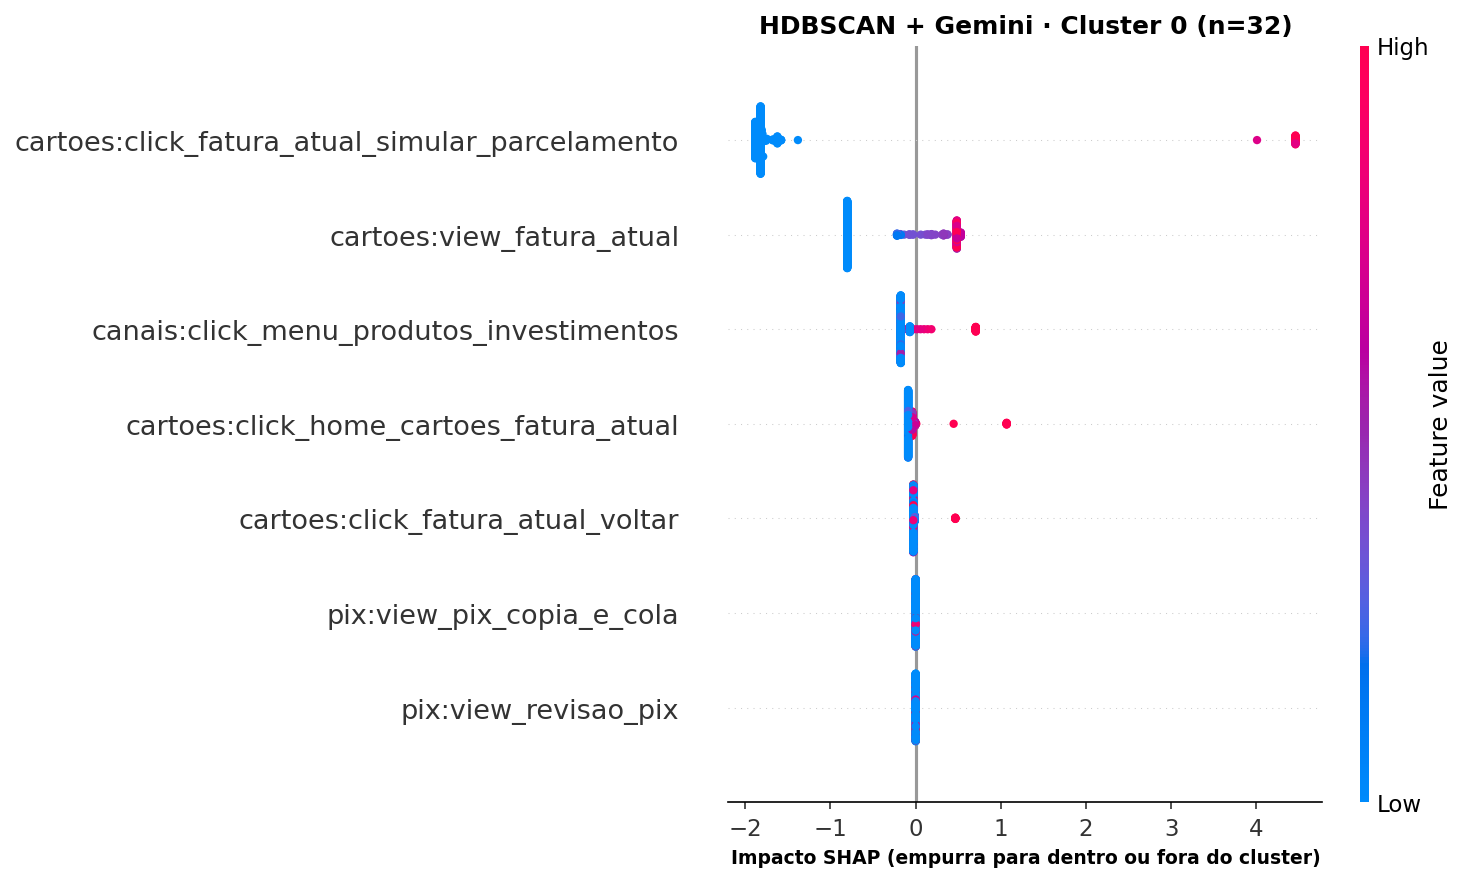 HDBSCAN + Gemini · Cluster 0 (n=32)
High
cartoes:click_fatura_atual_simular_parcelamento
cartoes:view_fatura_atual
canais:click_menu_produtos_investimentos
cartoes:click_home_cartoes_fatura_atual
cartoes:click_fatura_atual_voltar
pix:view_pix_copia_e_cola
pix:view_revisao_pix
Feature value
Low
−2 −1 0 1 2 3 4
Impacto SHAP (empurra para dentro ou fora do cluster)